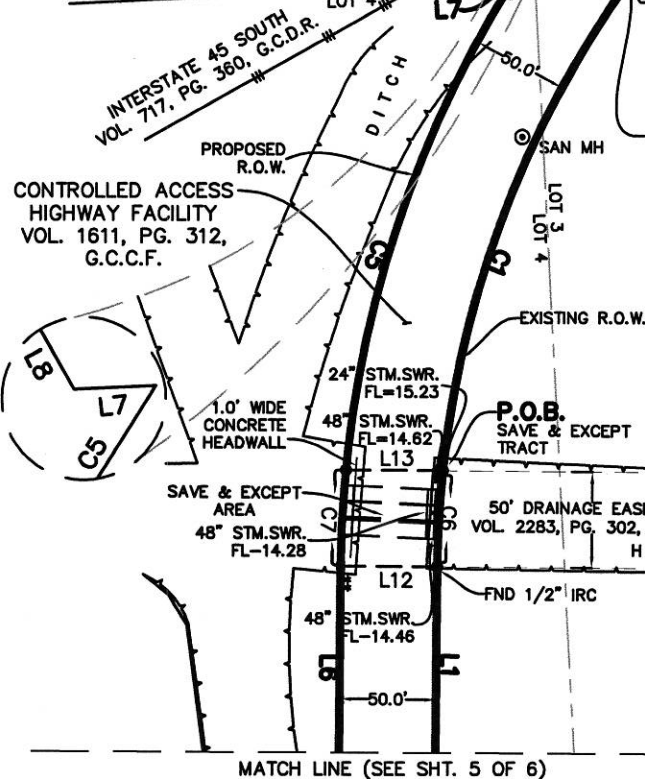 LOT 4
L7
INTERSTATE 45 SOUTH
VOL. 717, PG. 360, G.C.D.R.
DITCH
50.0'
PROPOSED
R.O.W.
SAN MH
CONTROLLED ACCESS
HIGHWAY FACILITY
VOL. 1611, PG. 312,
G.C.C.F.
LOT 3
LOT 4
C5
C1
EXISTING R.O.W.
L8
L7
C5
24" STM.SWR.
FL=15.23
1.0' WIDE
CONCRETE
HEADWALL
48" STM.SWR.
FL=14.62
P.O.B.
SAVE & EXCEPT
TRACT
L13
SAVE & EXCEPT
AREA
C7
C6
50' DRAINAGE EASE
VOL. 2283, PG. 302,
H
48" STM.SWR.
FL-14.28
L12
FND 1/2" IRC
48" STM.SWR.
FL-14.46
L6
L1
50.0'
MATCH LINE (SEE SHT. 5 OF 6)